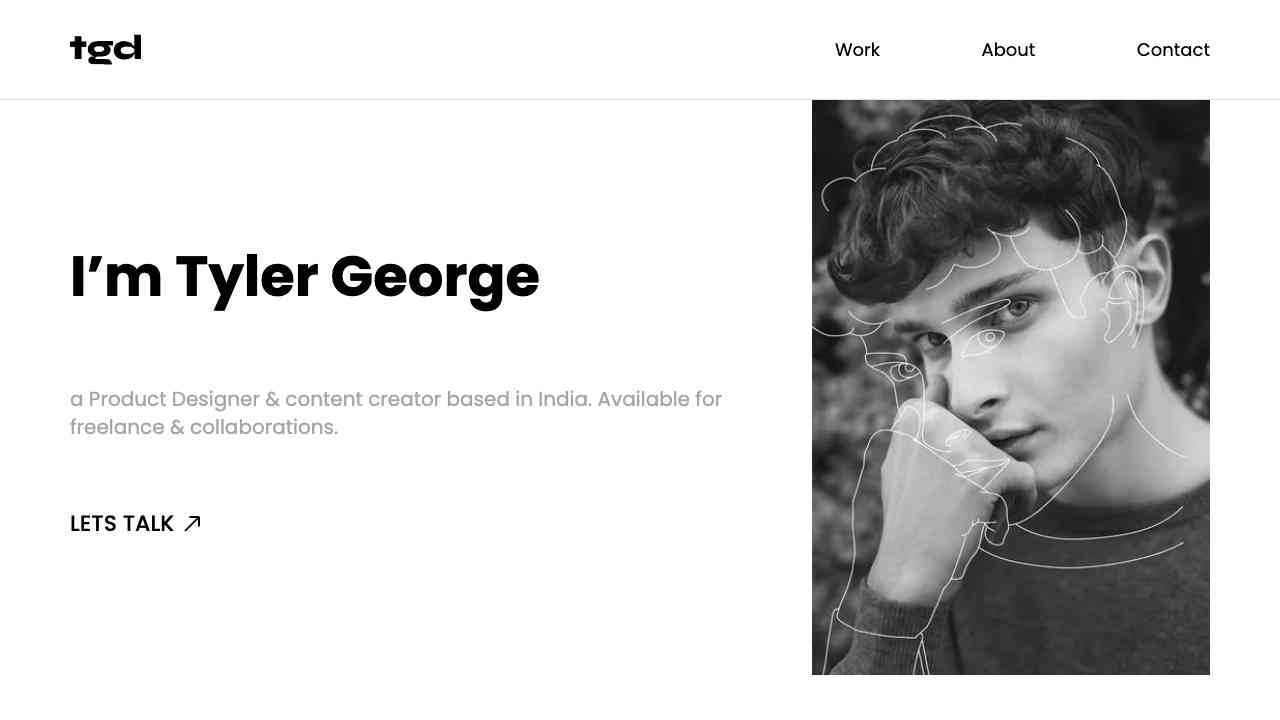 tgd
Work
About
Contact
I’m Tyler George
a Product Designer & content creator based in India. Available for
freelance & collaborations.
LETS TALK